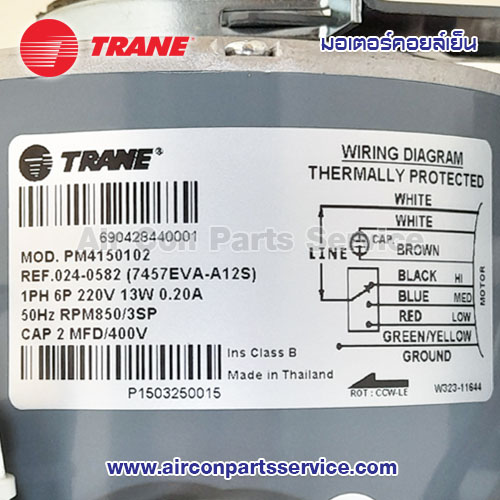 TRANE
มอเตอร์คอยล์เย็น
TRANE®
690428440001
MOD. PM4150102
REF.024-0582 (7457EVA-A12S)
1PH 6P 220V 13W 0.20A
50Hz RPM850/3SP
CAP 2 MFD/400V
Ins Class B
Made in Thailand
P1503250015
WIRING DIAGRAM
THERMALLY PROTECTED
WHITE
WHITE
LINE
CAP
BROWN
BLACK HI
BLUE MED
RED LOW
GREEN/YELLOW
GROUND
MOTOR
ROT : CCW-LE
W323-11644
Aircon Parts Service
www.airconpartsservice.com